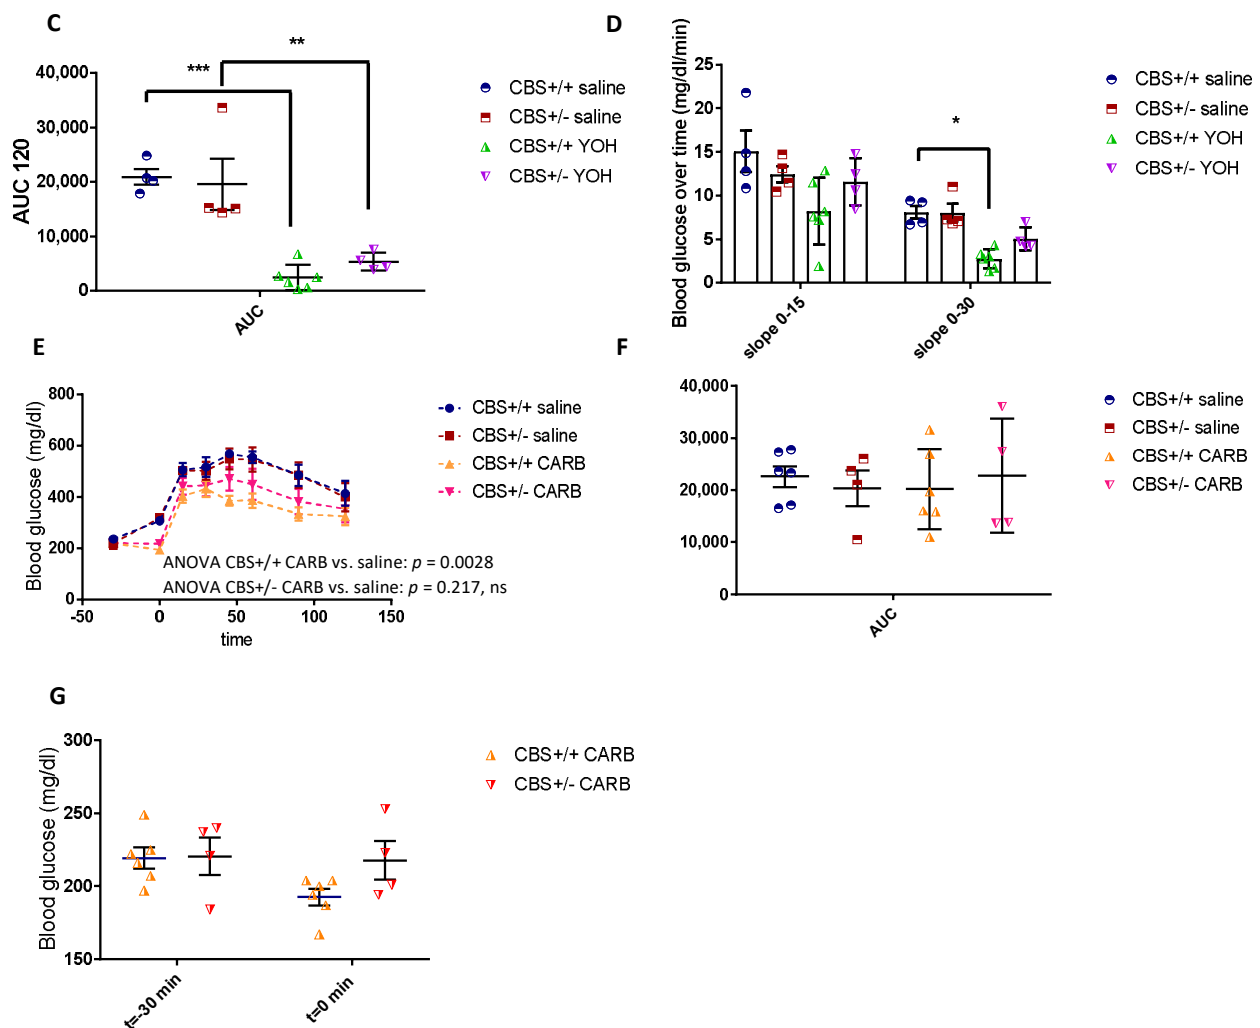 C
***
**
40,000
30,000
20,000
10,000
0
AUC 120
AUC
CBS+/+ saline
CBS+/- saline
CBS+/+ YOH
CBS+/- YOH
D
*
25
20
15
10
5
0
Blood glucose over time (mg/dl/min)
slope 0-15
slope 0-30
CBS+/+ saline
CBS+/- saline
CBS+/+ YOH
CBS+/- YOH
E
800
600
400
200
0
Blood glucose (mg/dl)
-50
0
50
100
150
time
ANOVA CBS+/+ CARB vs. saline: p = 0.0028
ANOVA CBS+/- CARB vs. saline: p = 0.217, ns
CBS+/+ saline
CBS+/- saline
CBS+/+ CARB
CBS+/- CARB
F
40,000
30,000
20,000
10,000
0
AUC
CBS+/+ saline
CBS+/- saline
CBS+/+ CARB
CBS+/- CARB
G
300
250
200
150
Blood glucose (mg/dl)
t=-30 min
t=0 min
CBS+/+ CARB
CBS+/- CARB